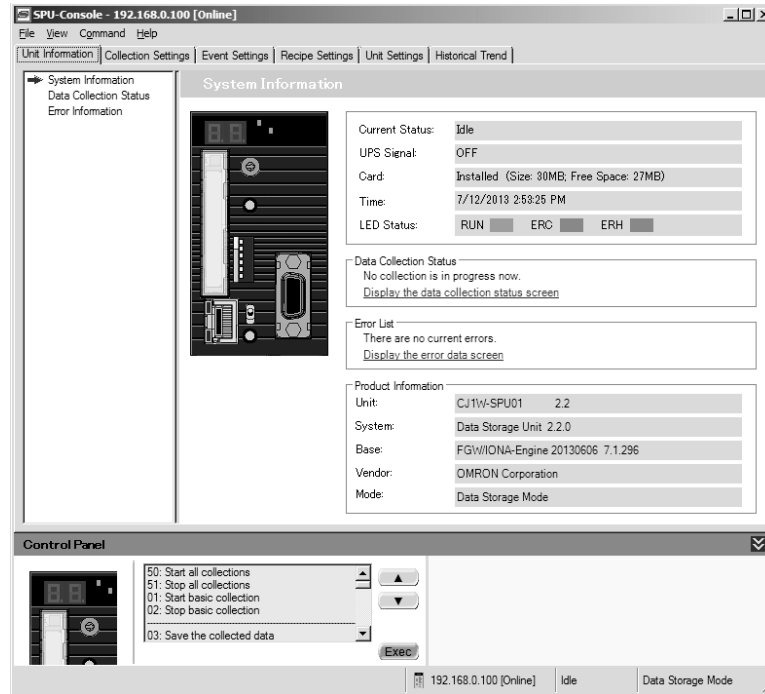 SPU-Console - 192.168.0.100 [Online]
File View Command Help
Unit Information Collection Settings Event Settings Recipe Settings Unit Settings Historical Trend
System Information
Data Collection Status
Error Information
System Information
Current Status: Idle
UPS Signal: OFF
Card: Installed (Size: 30MB; Free Space: 27MB)
Time: 7/12/2013 2:53:25 PM
LED Status: RUN ERC ERH
Data Collection Status
No collection is in progress now.
Display the data collection status screen
Error List
There are no current errors.
Display the error data screen
Product Information
Unit: CJ1W-SPU01 2.2
System: Data Storage Unit 2.2.0
Base: FGW/IONA-Engine 20130606 7.1.296
Vendor: OMRON Corporation
Mode: Data Storage Mode
Control Panel
50: Start all collections
51: Stop all collections
01: Start basic collection
02: Stop basic collection
03: Save the collected data
Exec
192.168.0.100 [Online] Idle Data Storage Mode